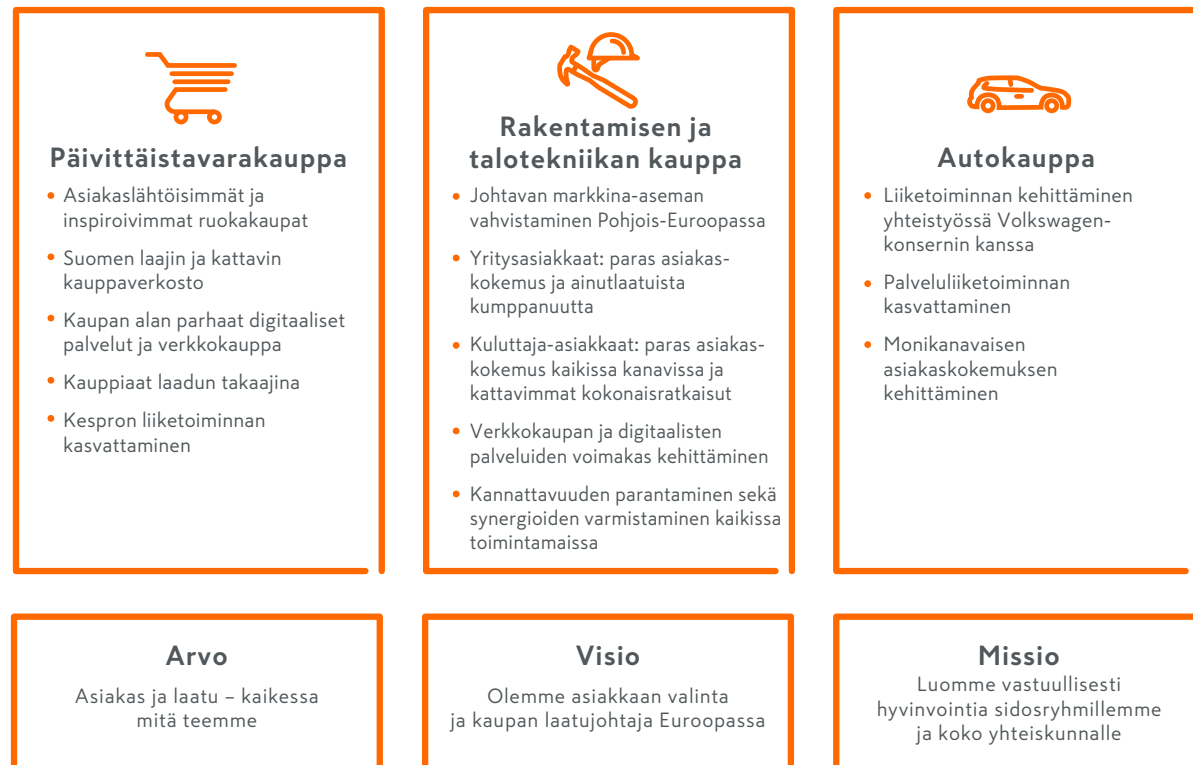 Päivittäistavarakauppa
• Asiakaslähtöisimmät ja
inspiroivimmat ruokakaupat
• Suomen laajin ja kattavin
kauppaverkosto
• Kaupan alan parhaat digitaaliset
palvelut ja verkkokauppa
• Kauppiaat laadun takaajina
• Kespron liiketoiminnan
kasvattaminen
Rakentamisen ja
talotekniikan kauppa
• Johtavan markkina-aseman
vahvistaminen Pohjois-Euroopassa
• Yritysasiakkaat: paras asiakas-
kokemus ja ainutlaatuista
kumppanuutta
• Kuluttaja-asiakkaat: paras asiakas-
kokemus kaikissa kanavissa ja
kattavimmat kokonaisratkaisut
• Verkkokaupan ja digitaalisten
palveluiden voimakas kehittäminen
• Kannattavuuden parantaminen sekä
synergioiden varmistaminen kaikissa
toimintamaissa
Autokauppa
• Liiketoiminnan kehittäminen
yhteistyössä Volkswagen-
konsernin kanssa
• Palveluliiketoiminnan
kasvattaminen
• Monikanavaisen
asiakaskokemuksen
kehittäminen
Arvo
Asiakas ja laatu – kaikessa
mitä teemme
Visio
Olemme asiakkaan valinta
ja kaupan laatujohtaja Euroopassa
Missio
Luomme vastuullisesti
hyvinvointia sidosryhmillemme
ja koko yhteiskunnalle